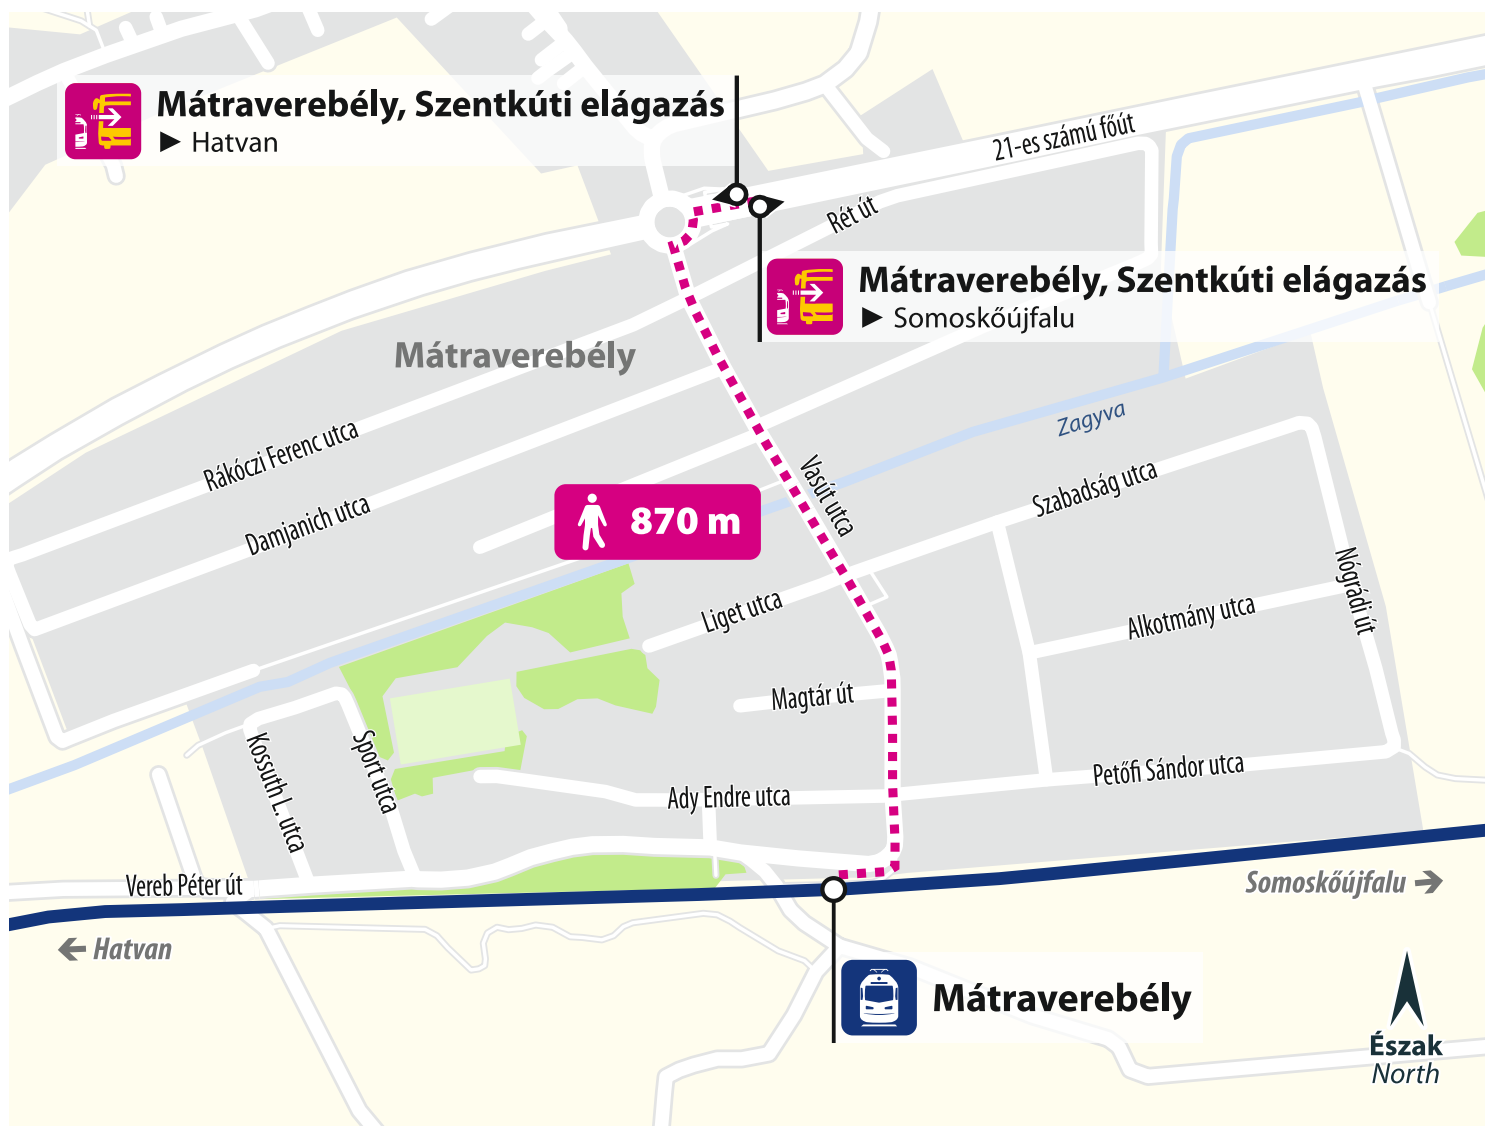 Mátraverebély, Szentkúti elágazás
► Hatvan
21-es számú főút
Rét út
Mátraverebély, Szentkúti elágazás
► Somoskőújfalu
Mátraverebély
Zagyva
Rákóczi Ferenc utca
Damjanich utca
Vasút utca
Szabadság utca
870 m
Nógrádi út
Liget utca
Alkotmány utca
Magtár út
Kossuth L. utca
Sport utca
Petőfi Sándor utca
Ady Endre utca
Vereb Péter út
Somoskőújfalu →
← Hatvan
Mátraverebély
Észak
North